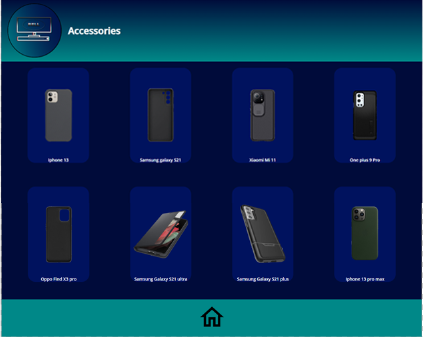 Accessories
Iphone 13
Samsung galaxy S21
Xiaomi Mi 11
One plus 9 Pro
Oppo Fied X3 pro
Samsung Galaxy S21 ultra
Samsung Galaxy S21 plus
Iphone 13 pro max